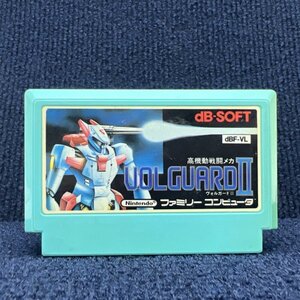 dB-SOFT
dBF-VL
高機動戦闘メカ
VOLGUARD II
ヴォルガードII
Nintendo ファミリー コンピュータ